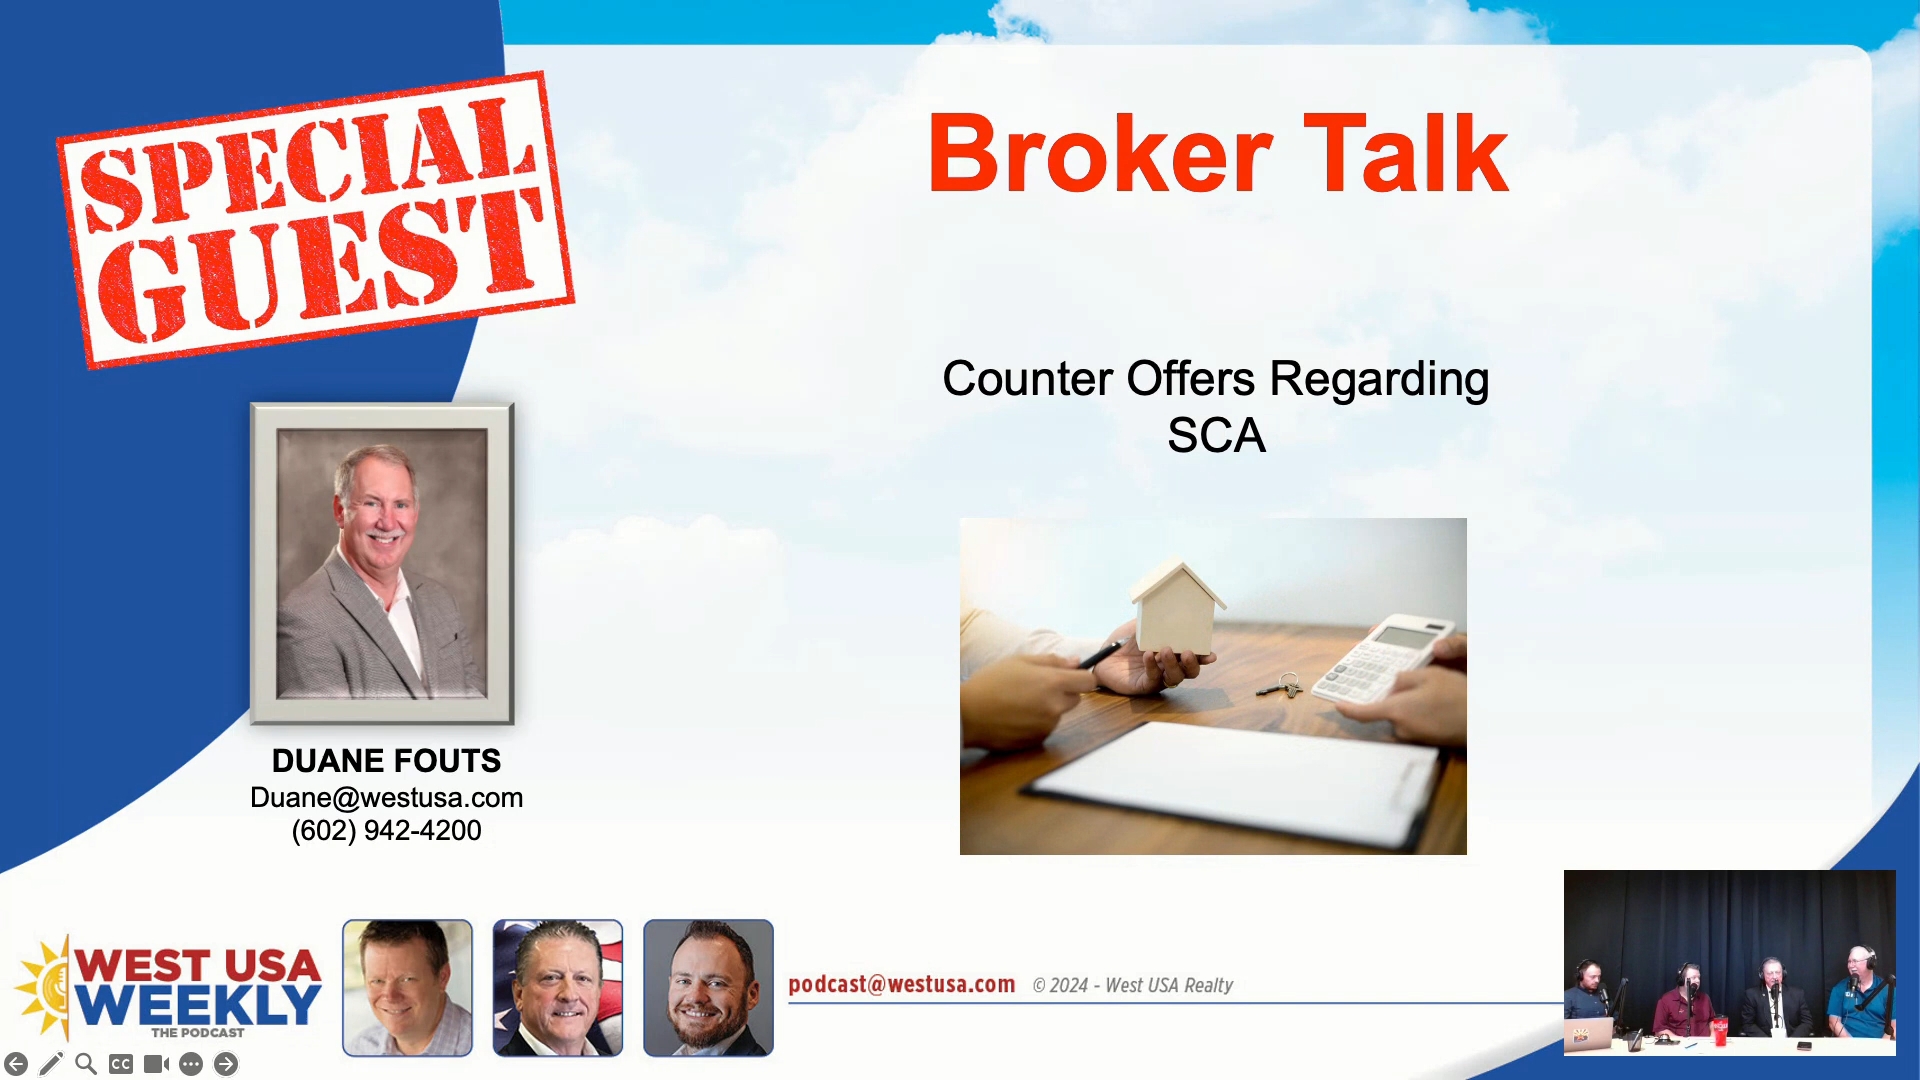 SPECIAL
GUEST
Broker Talk
Counter Offers Regarding
SCA
DUANE FOUTS
Duane@westusa.com
(602) 942-4200
WEST USA
WEEKLY
THE PODCAST
podcast@westusa.com © 2024 - West USA Realty
CC